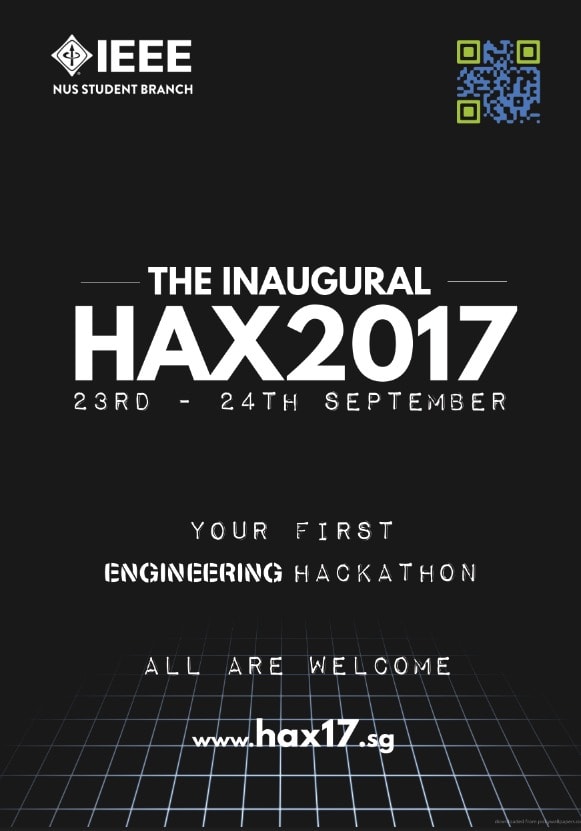 IEEE
NUS STUDENT BRANCH
THE INAUGURAL
HAX2017
23RD - 24TH SEPTEMBER
YOUR FIRST
ENGINEERING HACKATHON
ALL ARE WELCOME
www.hax17.sg